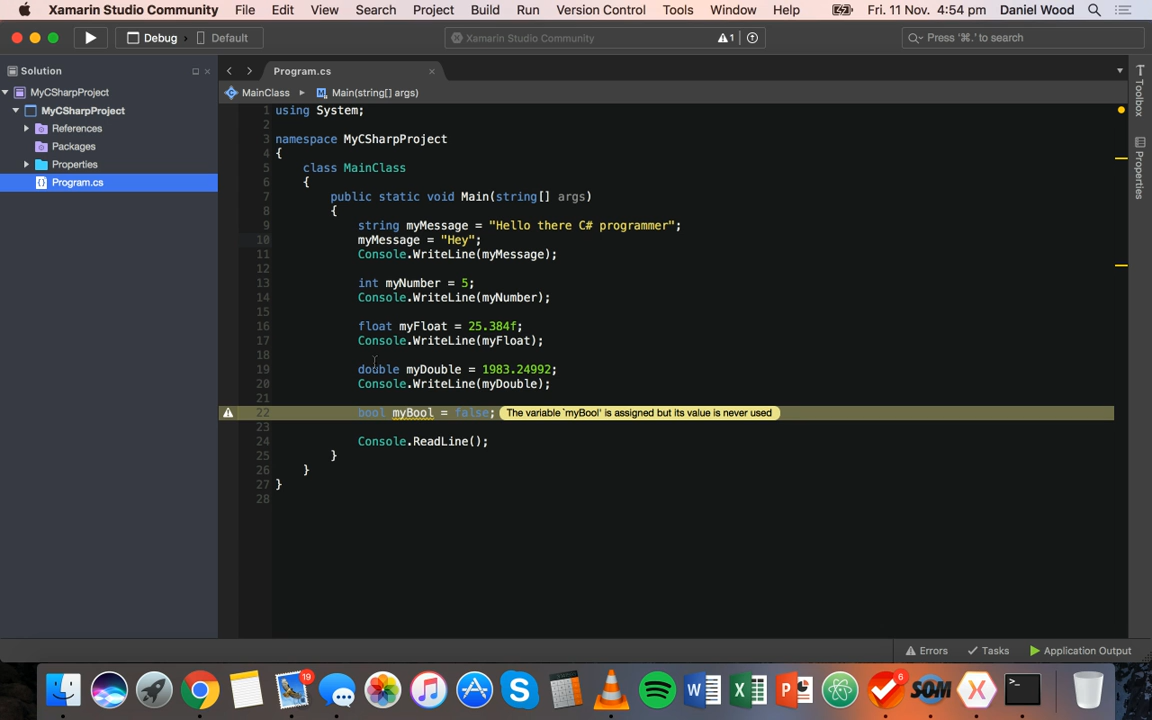 Xamarin Studio Community File Edit View Search Project Build Run Version Control Tools Window Help Fri. 11 Nov. 4:54 pm Daniel Wood
Debug › Default Xamarin Studio Community 1 Press '⌘.' to search
Solution Program.cs
MyCSharpProject MainClass Main(string[] args)
MyCSharpProject
References
Packages
Properties
Program.cs
Toolbox
Properties
1 using System;
2
3 namespace MyCSharpProject
4 {
5 class MainClass
6 {
7 public static void Main(string[] args)
8 {
9 string myMessage = "Hello there C# programmer";
10 myMessage = "Hey";
11 Console.WriteLine(myMessage);
12
13 int myNumber = 5;
14 Console.WriteLine(myNumber);
15
16 float myFloat = 25.384f;
17 Console.WriteLine(myFloat);
18
19 double myDouble = 1983.24992;
20 Console.WriteLine(myDouble);
21
22 bool myBool = false; The variable `myBool' is assigned but its value is never used
23
24 Console.ReadLine();
25 }
26 }
27 }
28
Errors Tasks Application Output
19 6 SOM >_